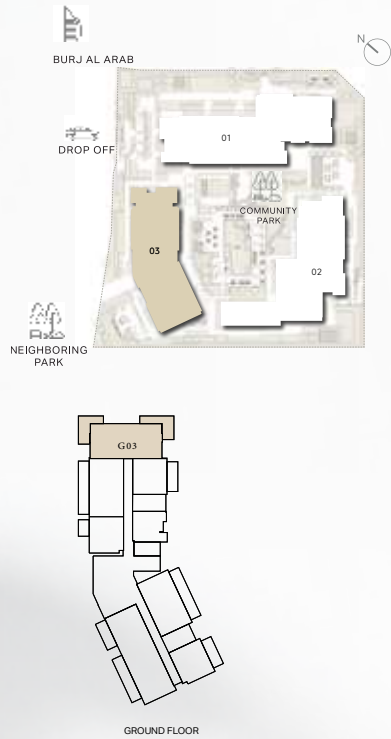 N
BURJ AL ARAB
DROP OFF
01
COMMUNITY
PARK
03
02
NEIGHBORING
PARK
G03
GROUND FLOOR